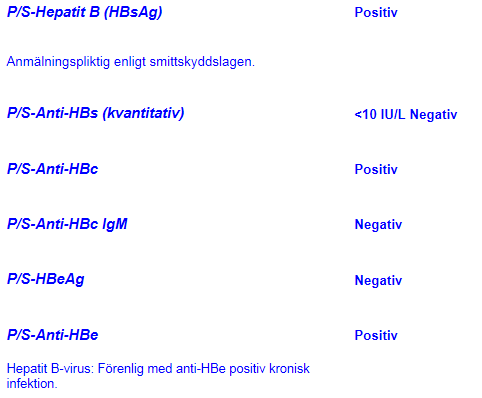 P/S-Hepatit B (HBsAg) Positiv
Anmälningspliktig enligt smittskyddslagen.
P/S-Anti-HBs (kvantitativ) <10 IU/L Negativ
P/S-Anti-HBc Positiv
P/S-Anti-HBc IgM Negativ
P/S-HBeAg Negativ
P/S-Anti-HBe Positiv
Hepatit B-virus: Förenlig med anti-HBe positiv kronisk
infektion.